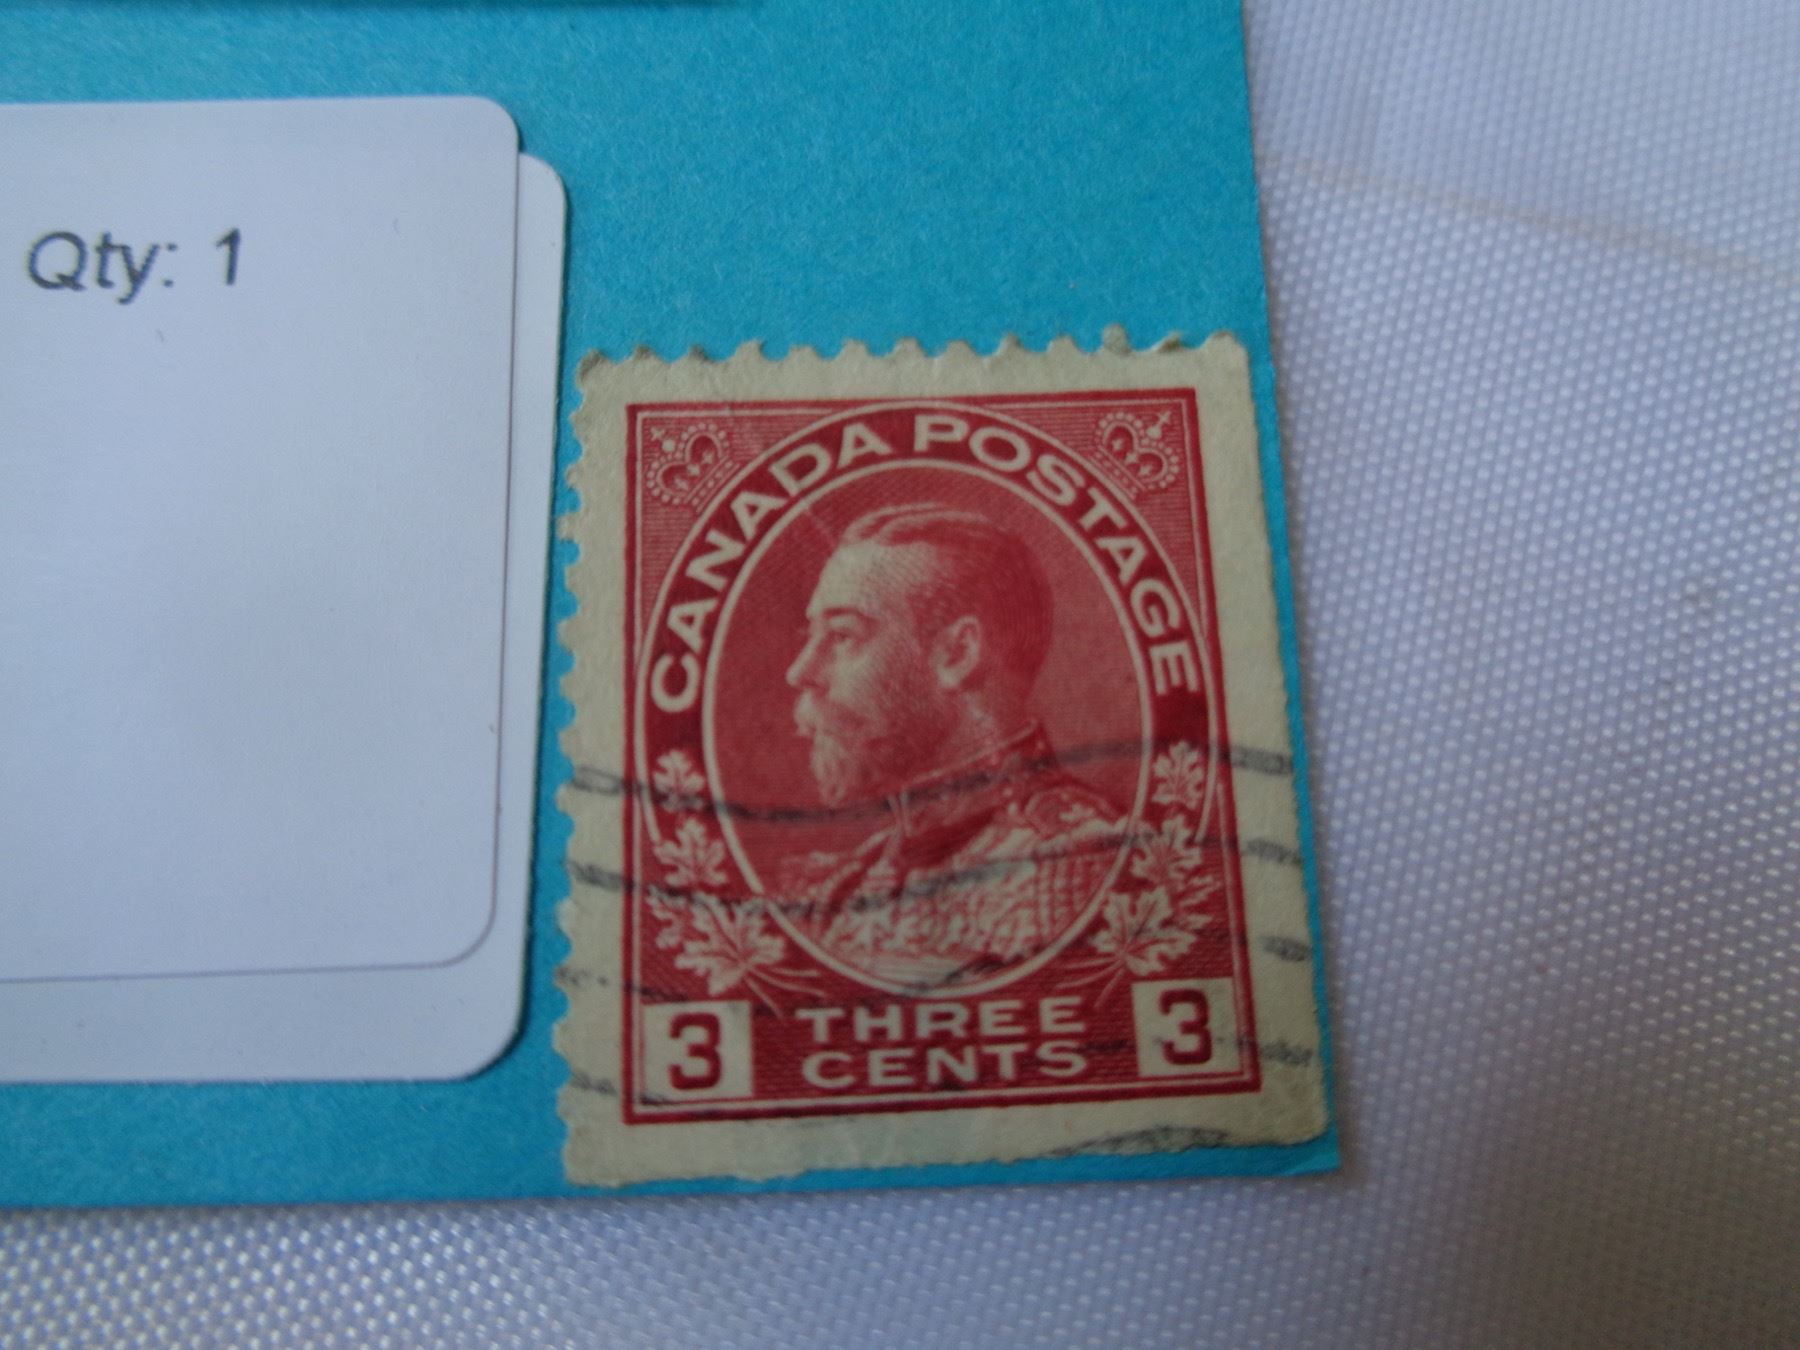 Qty: 1
CANADA POSTAGE
3 THREE 3
CENTS